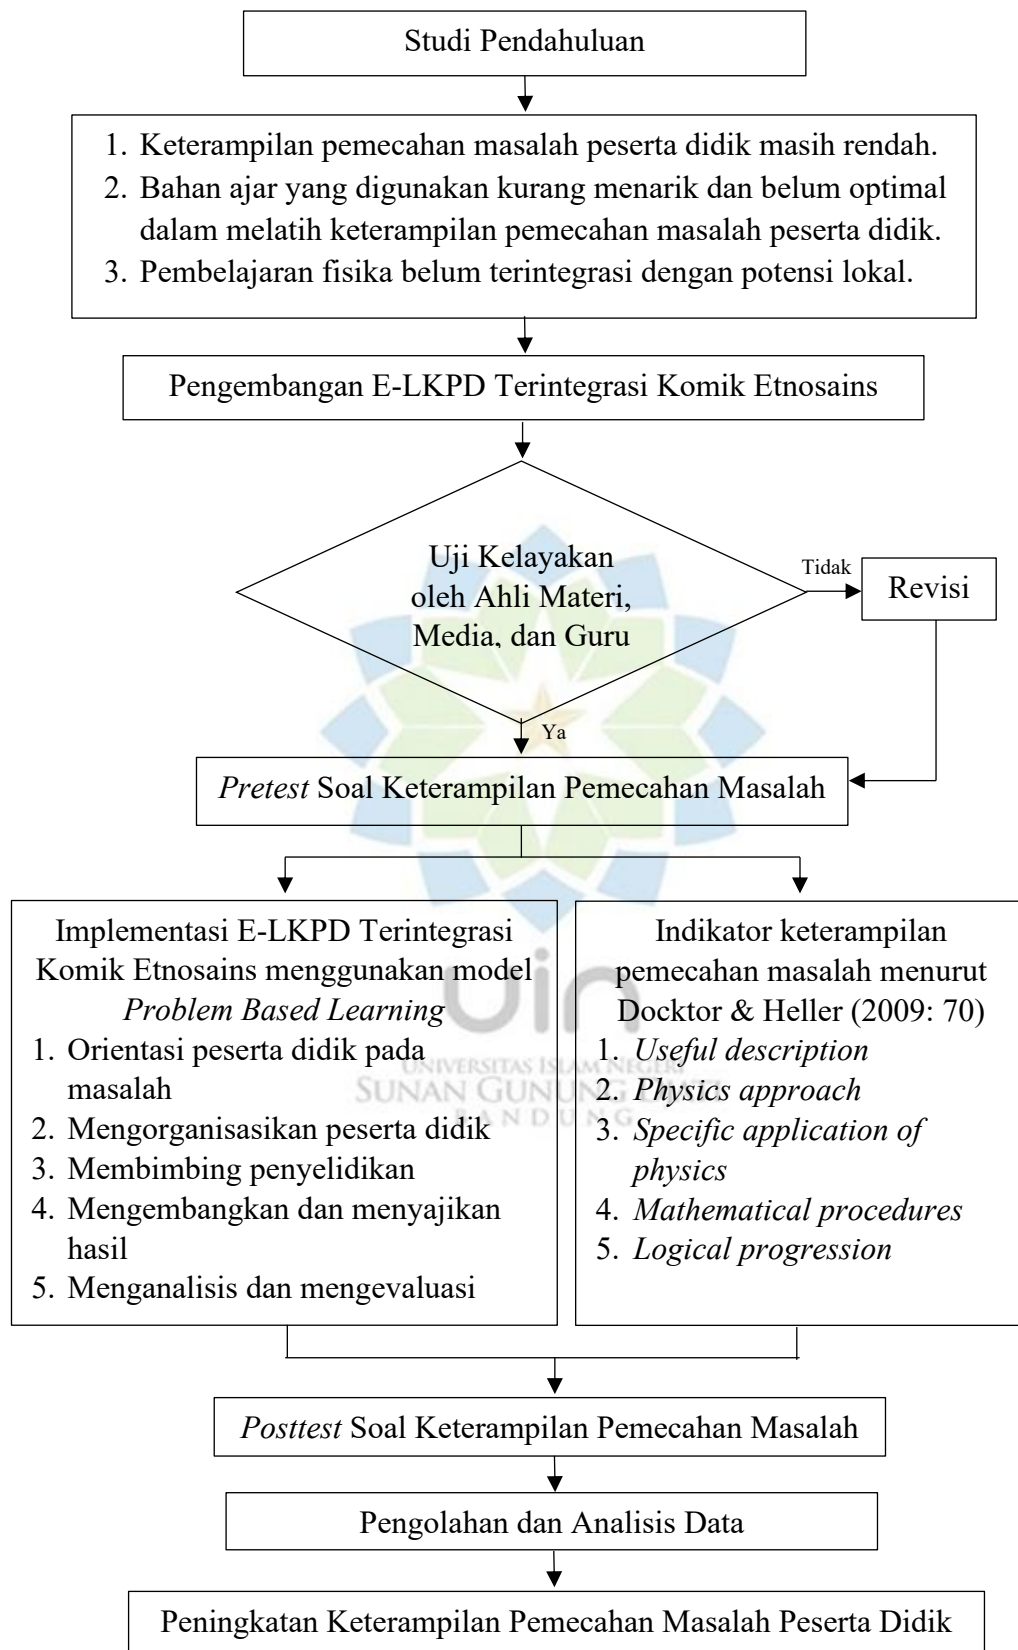 Studi Pendahuluan
1. Keterampilan pemecahan masalah peserta didik masih rendah.
2. Bahan ajar yang digunakan kurang menarik dan belum optimal
dalam melatih keterampilan pemecahan masalah peserta didik.
3. Pembelajaran fisika belum terintegrasi dengan potensi lokal.
Pengembangan E-LKPD Terintegrasi Komik Etnosains
Uji Kelayakan
oleh Ahli Materi,
Media, dan Guru
Tidak
Revisi
Ya
Pretest Soal Keterampilan Pemecahan Masalah
Implementasi E-LKPD Terintegrasi
Komik Etnosains menggunakan model
Problem Based Learning
1. Orientasi peserta didik pada
masalah
2. Mengorganisasikan peserta didik
3. Membimbing penyelidikan
4. Mengembangkan dan menyajikan
hasil
5. Menganalisis dan mengevaluasi
Indikator keterampilan
pemecahan masalah menurut
Docktor & Heller (2009: 70)
1. Useful description
2. Physics approach
3. Specific application of
physics
4. Mathematical procedures
5. Logical progression
uin
UNIVERSITAS ISLAM NEGERI
SUNAN GUNUNG
BANDUNG
Posttest Soal Keterampilan Pemecahan Masalah
Pengolahan dan Analisis Data
Peningkatan Keterampilan Pemecahan Masalah Peserta Didik